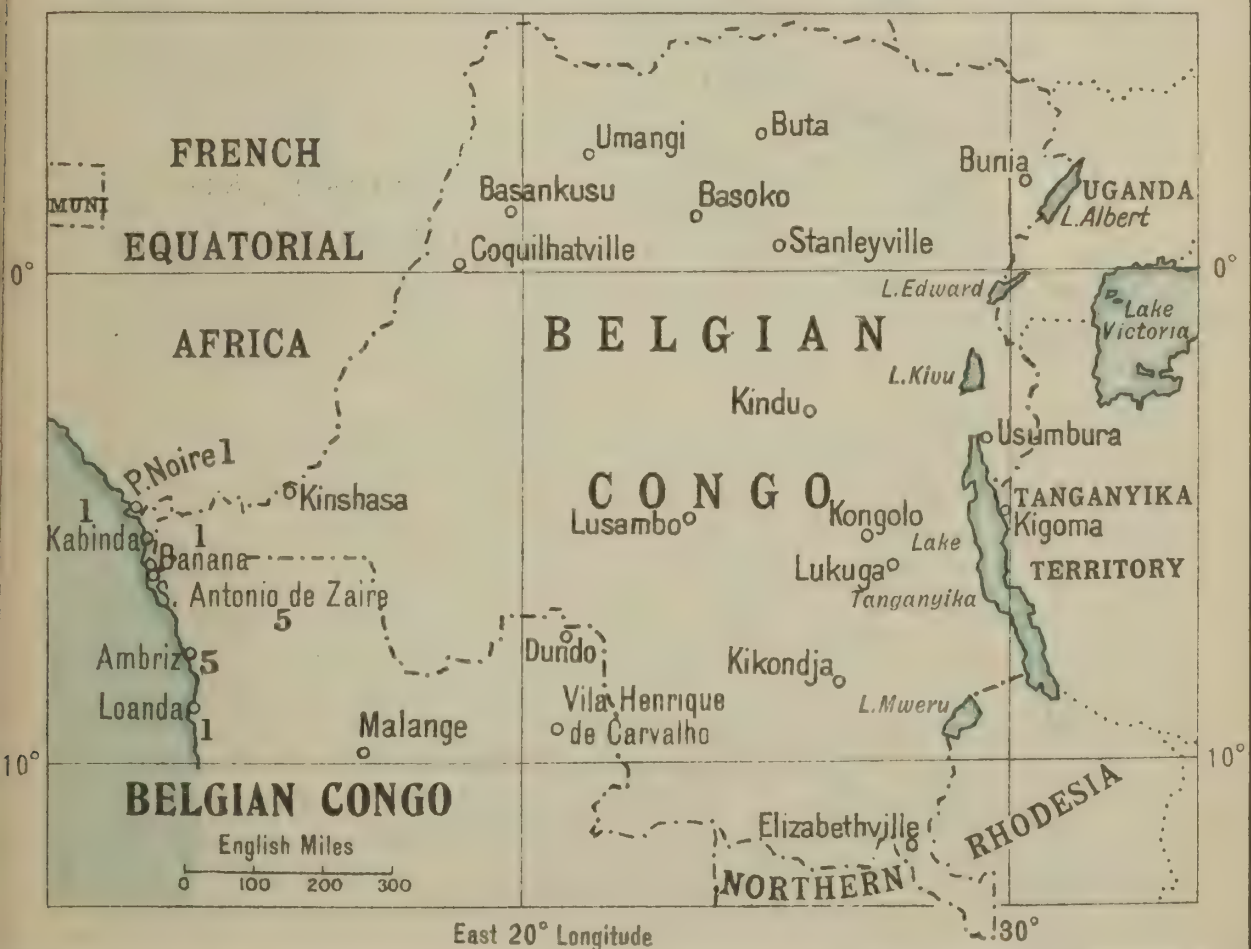 Umangi
Buta
FRENCH
Bunia
Basankusu
Basoko
UGANDA
MUNI
L.Albert
EQUATORIAL
Coquilhatville
Stanleyville
0°
0°
L.Edward
Lake
Victoria
BELGIAN
AFRICA
L.Kivu
Kindu
Usumbura
P.Noire 1
CONGO
Kinshasa
TANGANYIKA
1
Lusambo
Kongolo
Kigoma
Kabinda
1
Lake
Banana
Lukuga
TERRITORY
S. Antonio de Zaire
Tanganyika
5
Dundo
Ambriz 5
Kikondja
Vila Henrique
de Carvalho
Loanda
L.Mweru
1
Malange
10°
10°
BELGIAN CONGO
English Miles
0 100 200 300
Elizabethville
RHODESIA
NORTHERN
East 20° Longitude
30°